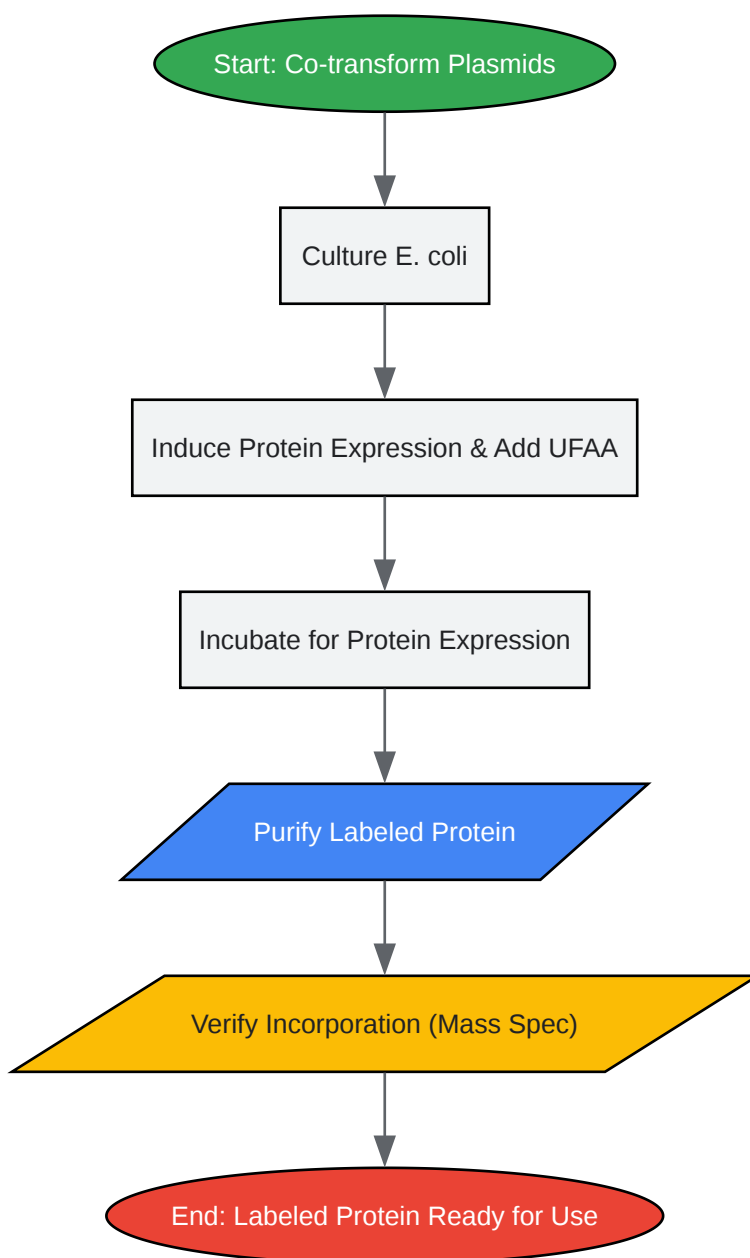 Start: Co-transform Plasmids
Culture E. coli
Induce Protein Expression & Add UFAA
Incubate for Protein Expression
Purify Labeled Protein
Verify Incorporation (Mass Spec)
End: Labeled Protein Ready for Use